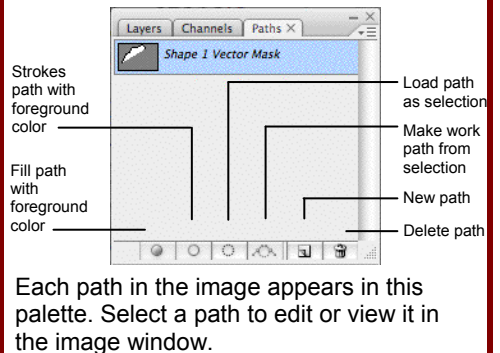 Layers Channels Paths ×
Shape 1 Vector Mask
Strokes
path with
foreground
color
Fill path
with
foreground
color
Load path
as selection
Make work
path from
selection
New path
Delete path
Each path in the image appears in this
palette. Select a path to edit or view it in
the image window.